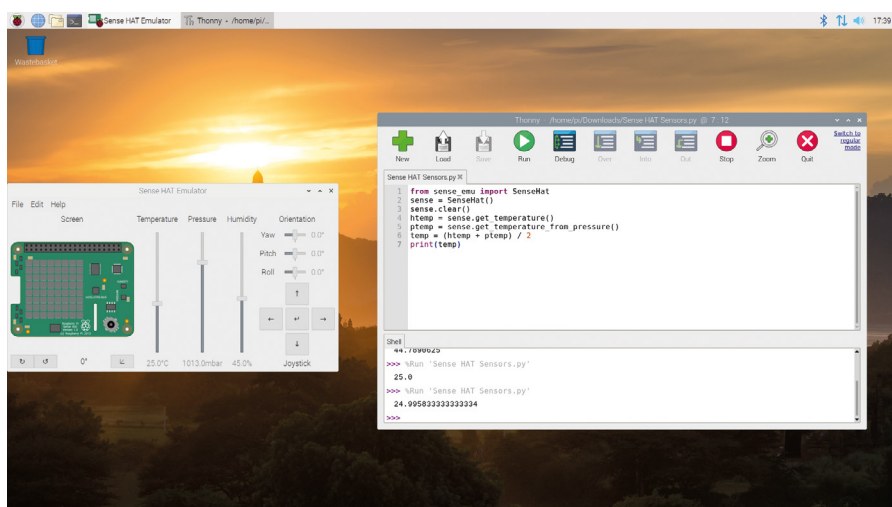 Sense HAT Emulator
Thonny - /home/pi/...
17:39
Wastebasket
Thonny - /home/pi/Downloads/Sense HAT Sensors.py @ 7 : 12
New
Load
Save
Run
Debug
Over
Into
Out
Stop
Zoom
Quit
Switch to
regular
mode
Sense HAT Sensors.py
1 from sense_emu import SenseHat
2 sense = SenseHat()
3 sense.clear()
4 htemp = sense.get_temperature()
5 ptemp = sense.get_temperature_from_pressure()
6 temp = (htemp + ptemp) / 2
7 print(temp)
Shell
44.7890625
>>> %Run 'Sense HAT Sensors.py'
25.0
>>> %Run 'Sense HAT Sensors.py'
24.995833333333334
>>>
Sense HAT Emulator
File Edit Help
Screen
Temperature Pressure Humidity Orientation
Yaw 0.0°
Pitch 0.0°
Roll 0.0°
0°
25.0°C 1013.0mbar 45.0%
Joystick